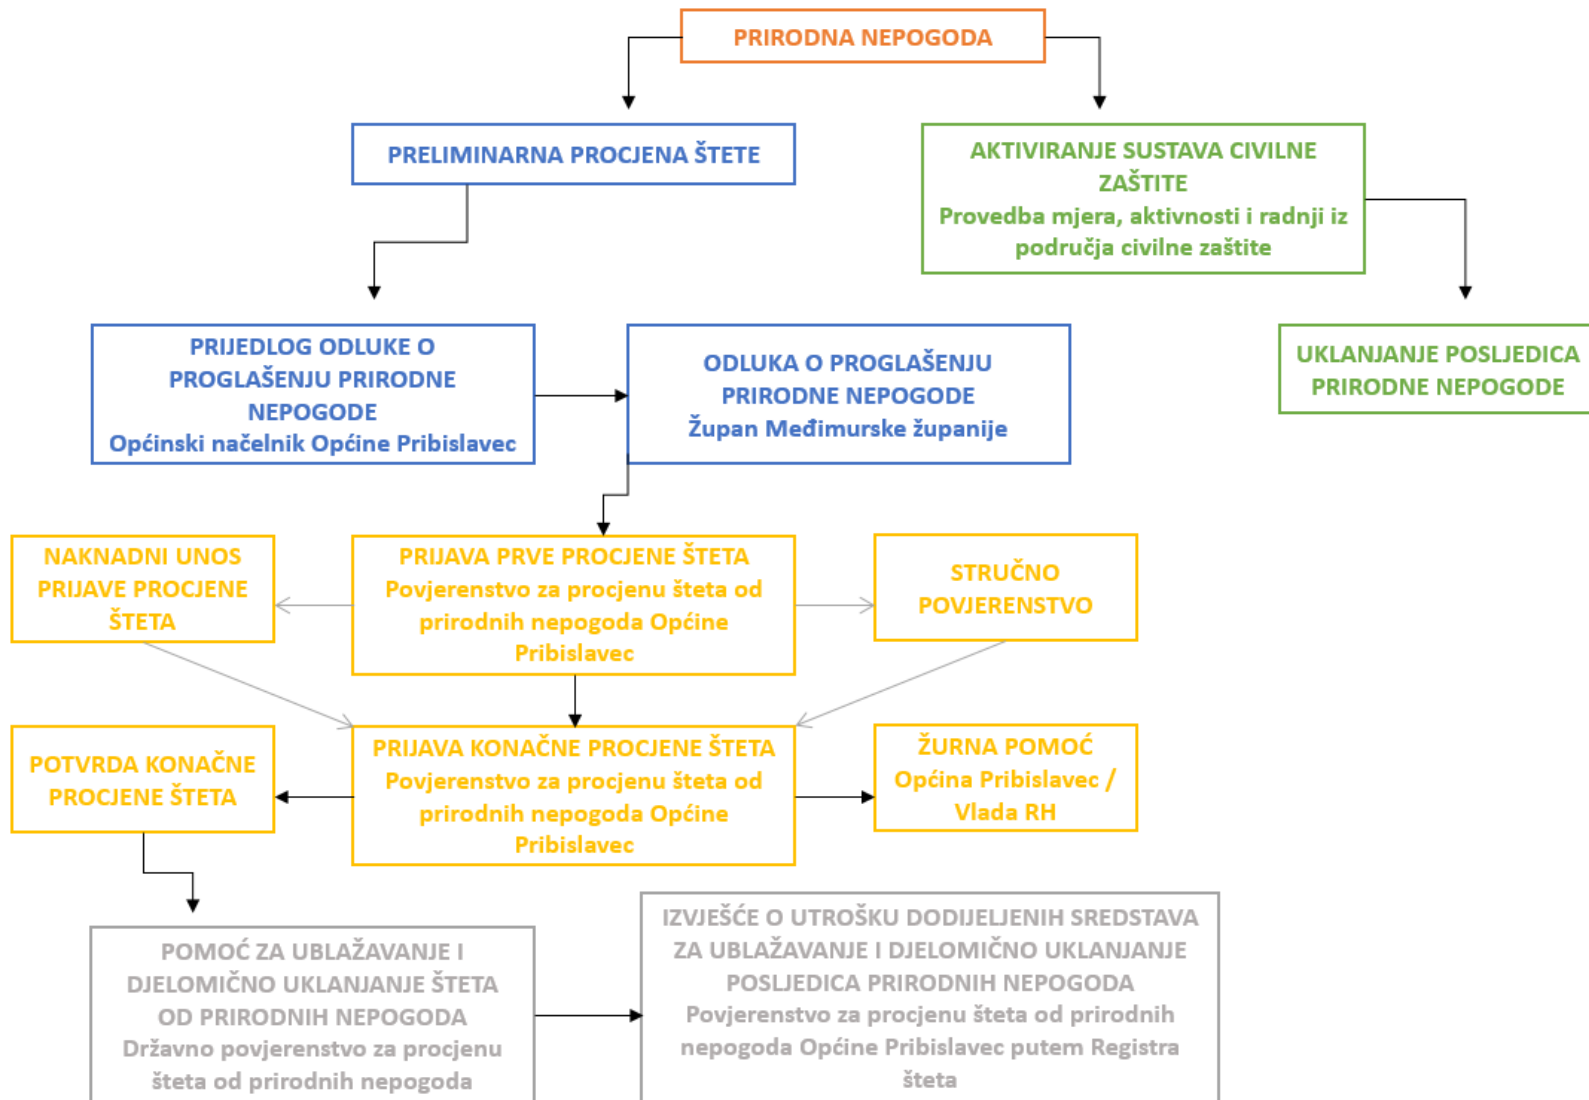 PRIRODNA NEPOGODA
PRELIMINARNA PROCJENA ŠTETE
AKTIVIRANJE SUSTAVA CIVILNE
ZAŠTITE
Provedba mjera, aktivnosti i radnji iz
područja civilne zaštite
PRIJEDLOG ODLUKE O
PROGLAŠENJU PRIRODNE
NEPOGODE
Općinski načelnik Općine Pribislavec
ODLUKA O PROGLAŠENJU
PRIRODNE NEPOGODE
Župan Međimurske županije
UKLANJANJE POSLJEDICA
PRIRODNE NEPOGODE
NAKNADNI UNOS
PRIJAVE PROCJENE
ŠTETA
PRIJAVA PRVE PROCJENE ŠTETA
Povjerenstvo za procjenu šteta od
prirodnih nepogoda Općine
Pribislavec
STRUČNO
POVJERENSTVO
POTVRDA KONAČNE
PROCJENE ŠTETA
PRIJAVA KONAČNE PROCJENE ŠTETA
Povjerenstvo za procjenu šteta od
prirodnih nepogoda Općine
Pribislavec
ŽURNA POMOĆ
Općina Pribislavec /
Vlada RH
POMOĆ ZA UBLAŽAVANJE I
DJELOMIČNO UKLANJANJE ŠTETA
OD PRIRODNIH NEPOGODA
Državno povjerenstvo za procjenu
šteta od prirodnih nepogoda
IZVJEŠĆE O UTROŠKU DODIJELJENIH SREDSTAVA
ZA UBLAŽAVANJE I DJELOMIČNO UKLANJANJE
POSLJEDICA PRIRODNIH NEPOGODA
Povjerenstvo za procjenu šteta od prirodnih
nepogoda Općine Pribislavec putem Registra
šteta